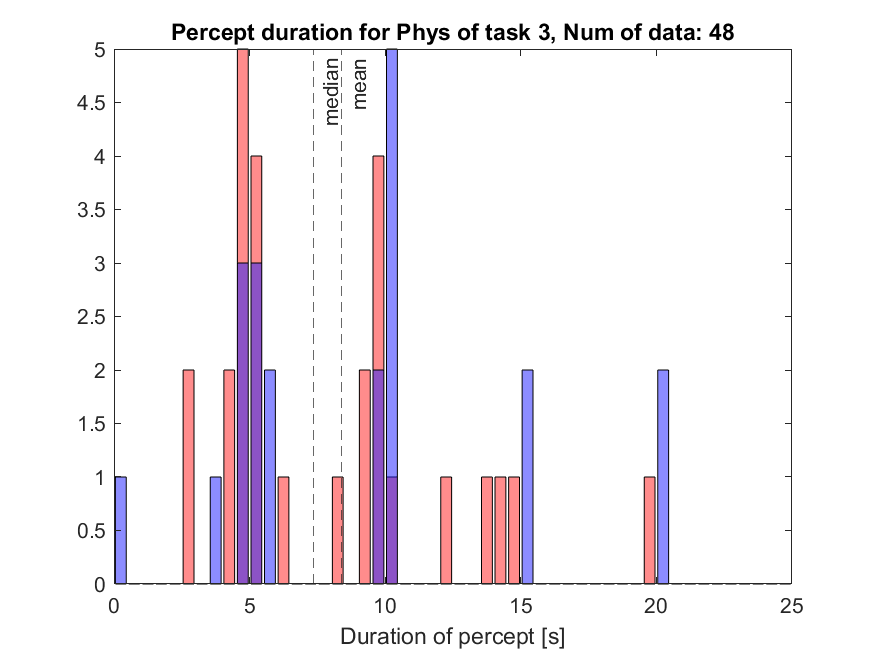 Percept duration for Phys of task 3, Num of data: 48
5
4.5
4
3.5
3
2.5
2
1.5
1
0.5
0
median
mean
0 5 10 15 20 25
Duration of percept [s]